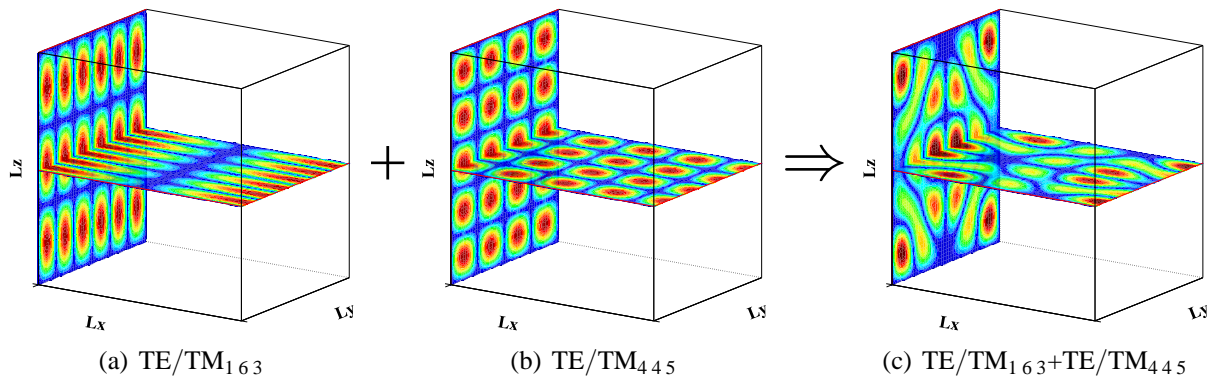 Lz
Lx
Ly
+
Lz
Lx
Ly
⇒
Lz
Lx
Ly
(a) TE/TM₁ ₆ ₃
(b) TE/TM₄ ₄ ₅
(c) TE/TM₁ ₆ ₃+TE/TM₄ ₄ ₅